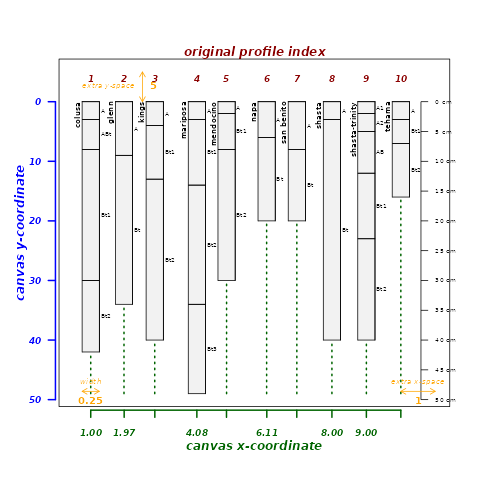 original profile index
1 2 3 4 5 6 7 8 9 10
extra y-space
5
colusa
glenn
kings
mariposa
mendocino
napa
san benito
shasta
shasta-trinity
tehama
A
ABt
Bt1
Bt2
A
Bt
A
Bt1
Bt2
A
Bt1
Bt2
Bt3
A
Bt1
Bt2
A
Bt
A
Bt
A
Bt
A1
A2
AB
Bt1
Bt2
A
Bt1
Bt2
0 cm
5 cm
10 cm
15 cm
20 cm
25 cm
30 cm
35 cm
40 cm
45 cm
50 cm
canvas y-coordinate
0
10
20
30
40
50
width
0.25
extra x-space
1
1.00 1.97 4.08 6.11 8.00 9.00
canvas x-coordinate